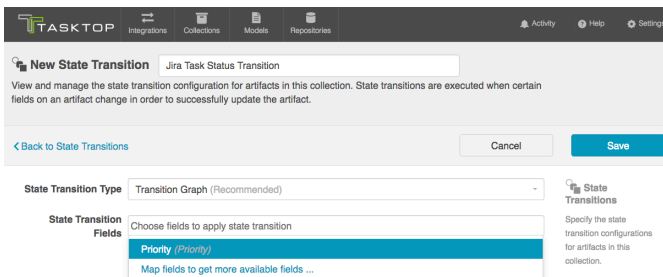 TASKTOP
Integrations
Collections
Models
Repositories
Activity
Help
Setting
New State Transition
Jira Task Status Transition
View and manage the state transition configuration for artifacts in this collection. State transitions are executed when certain
fields on an artifact change in order to successfully update the artifact.
Back to State Transitions
Cancel
Save
State Transition Type
Transition Graph (Recommended)
State
Transitions
State Transition
Fields
Choose fields to apply state transition
Specify the state
transition configurations
for artifacts in this
collection.
Priority (Priority)
Map fields to get more available fields ...